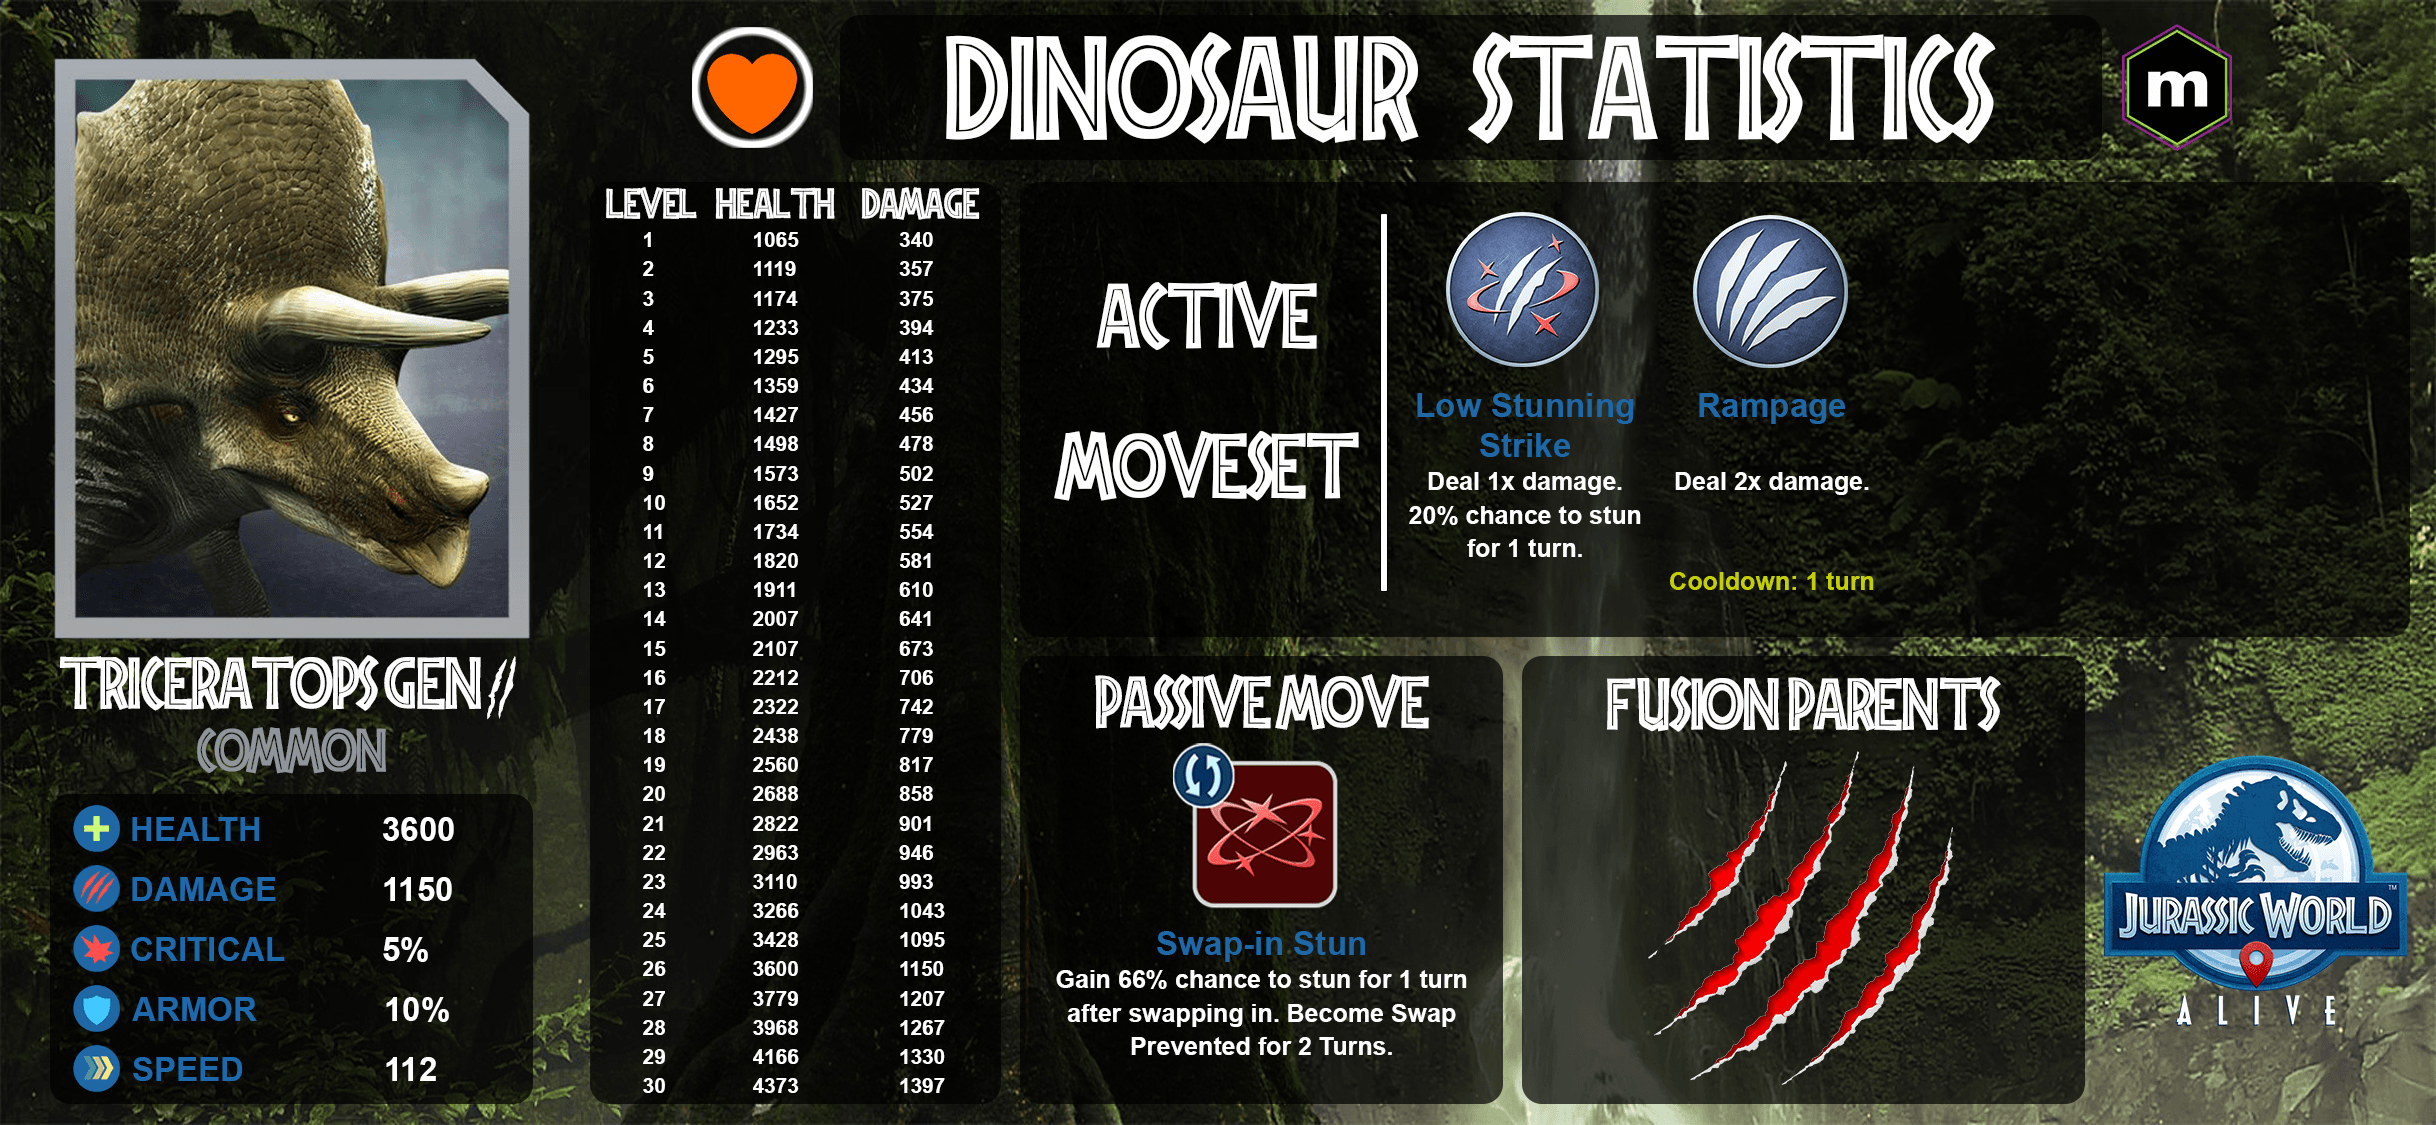 DINOSAUR STATISTICS
m
TRICERATOPS GEN II
COMMON
HEALTH 3600
DAMAGE 1150
CRITICAL 5%
ARMOR 10%
SPEED 112
LEVEL HEALTH DAMAGE
1 1065 340
2 1119 357
3 1174 375
4 1233 394
5 1295 413
6 1359 434
7 1427 456
8 1498 478
9 1573 502
10 1652 527
11 1734 554
12 1820 581
13 1911 610
14 2007 641
15 2107 673
16 2212 706
17 2322 742
18 2438 779
19 2560 817
20 2688 858
21 2822 901
22 2963 946
23 3110 993
24 3266 1043
25 3428 1095
26 3600 1150
27 3779 1207
28 3968 1267
29 4166 1330
30 4373 1397
ACTIVE
MOVESET
Low Stunning
Strike
Deal 1x damage.
20% chance to stun
for 1 turn.
Rampage
Deal 2x damage.
Cooldown: 1 turn
PASSIVE MOVE
Swap-in Stun
Gain 66% chance to stun for 1 turn
after swapping in. Become Swap
Prevented for 2 Turns.
FUSION PARENTS
JURASSIC WORLD™
ALIVE